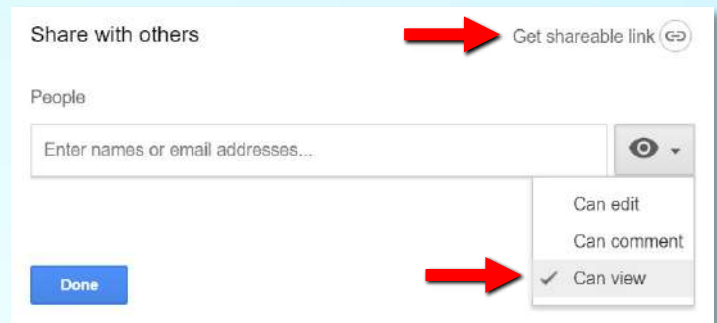 Share with others
Get shareable link
People
Enter names or email addresses...
Can edit
Can comment
Can view
Done